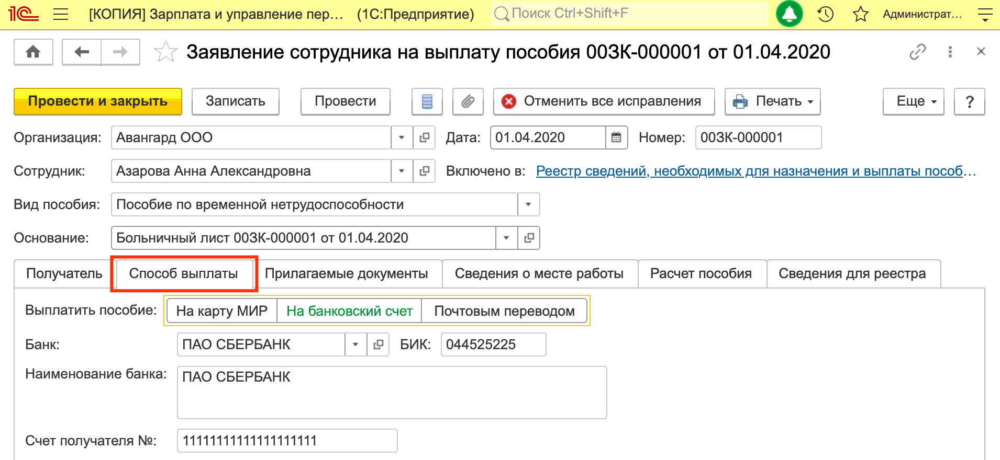 1С [КОПИЯ] Зарплата и управление пер... (1С:Предприятие) Поиск Ctrl+Shift+F Администрат...
Заявление сотрудника на выплату пособия 00ЗК-000001 от 01.04.2020
Провести и закрыть Записать Провести Отменить все исправления Печать Еще ?
Организация: Авангард ООО Дата: 01.04.2020 Номер: 00ЗК-000001
Сотрудник: Азарова Анна Александровна Включено в: Реестр сведений, необходимых для назначения и выплаты пособ...
Вид пособия: Пособие по временной нетрудоспособности
Основание: Больничный лист 00ЗК-000001 от 01.04.2020
Получатель Способ выплаты Прилагаемые документы Сведения о месте работы Расчет пособия Сведения для реестра
Выплатить пособие: На карту МИР На банковский счет Почтовым переводом
Банк: ПАО СБЕРБАНК БИК: 044525225
Наименование банка: ПАО СБЕРБАНК
Счет получателя №: 11111111111111111111